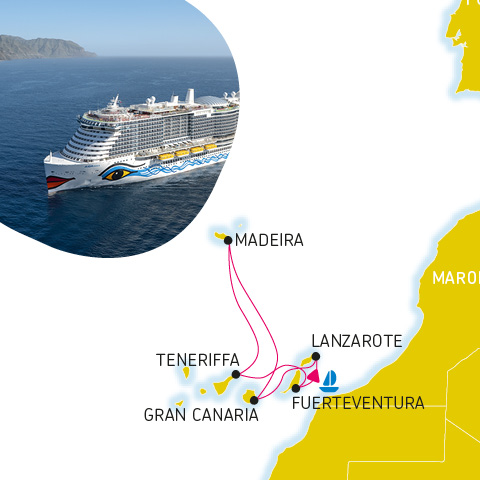 MADEIRA
MARO
LANZAROTE
TENERIFFA
FUERTEVENTURA
GRAN CANARIA